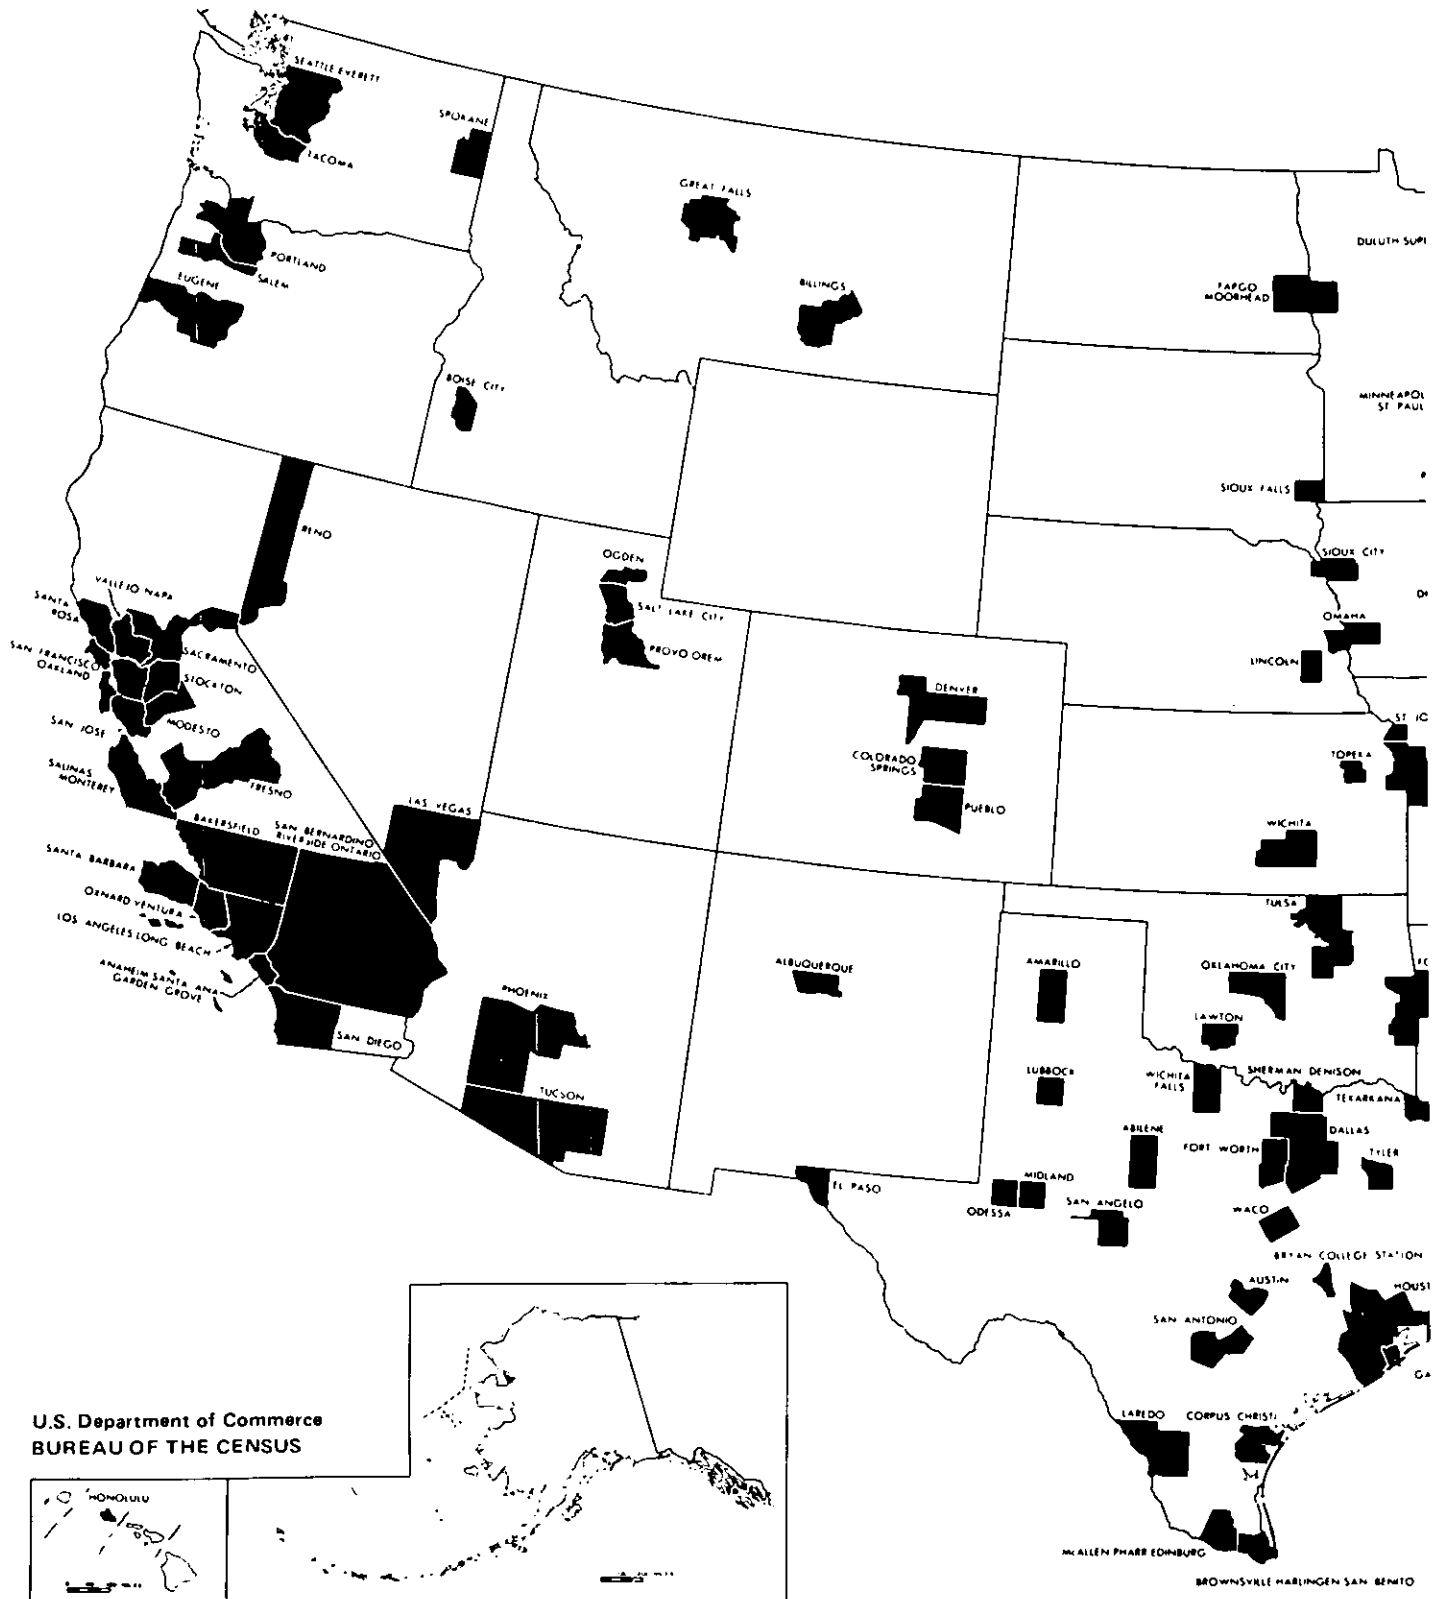 SEATTLE EVERETT
SPOKANE
TACOMA
GREAT FALLS
DULUTH SUP
PORTLAND
SALEM
EUGENE
BILLINGS
FARGO
MOORHEAD
BOISE CITY
MINNEAPOL
ST PAUL
SIOUX FALLS
RENO
OGDEN
SIOUX CITY
VALLEJO NAPA
SANTA
ROSA
SALT LAKE CITY
OMAHA
SACRAMENTO
PROVO OREM
SAN FRANCISCO
OAKLAND
LINCOLN
STOCKTON
DENVER
SAN JOSE
MODESTO
ST JO
TOPEKA
COLORADO
SPRINGS
SALINAS
MONTEREY
FRESNO
PUEBLO
LAS VEGAS
BAKERSFIELD
SAN BERNARDINO
RIVERSIDE ONTARIO
WICHITA
SANTA BARBARA
OXNARD VENTURA
TULSA
LOS ANGELES LONG BEACH
ANAHEIM SANTA ANA
GARDEN GROVE
ALBUQUERQUE
AMARILLO
OKLAHOMA CITY
PHOENIX
LAWTON
SAN DIEGO
LUBBOCK
WICHITA
FALLS
SHERMAN DENISON
TUCSON
TEXARKANA
ABILENE
DALLAS
FORT WORTH
TYLER
EL PASO
MIDLAND
ODESSA
SAN ANGELO
WACO
BRYAN COLLEGE STATION
AUSTIN
HOUST
SAN ANTONIO
GA
LAREDO
CORPUS CHRISTI
U.S. Department of Commerce
BUREAU OF THE CENSUS
HONOLULU
McALLEN PHARR EDINBURG
BROWNSVILLE HARLINGEN SAN BENITO